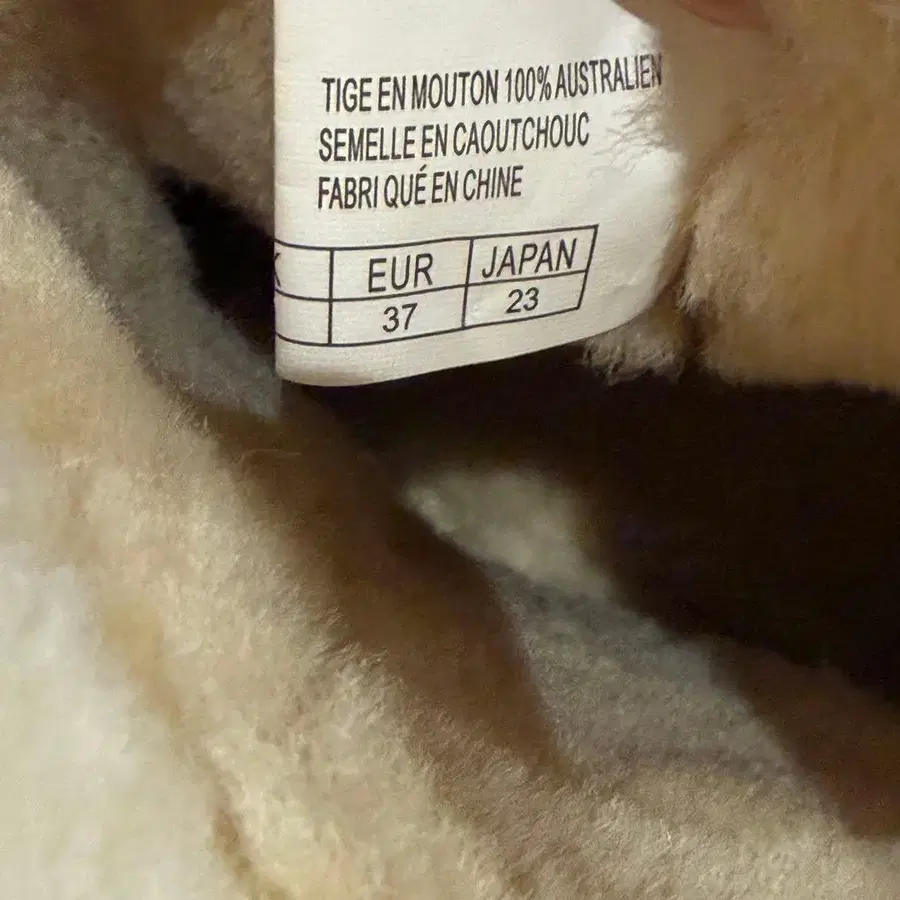 TIGE EN MOUTON 100% AUSTRALIEN
SEMELLE EN CAOUTCHOUC
FABRI QUÉ EN CHINE
EUR JAPAN
37 23